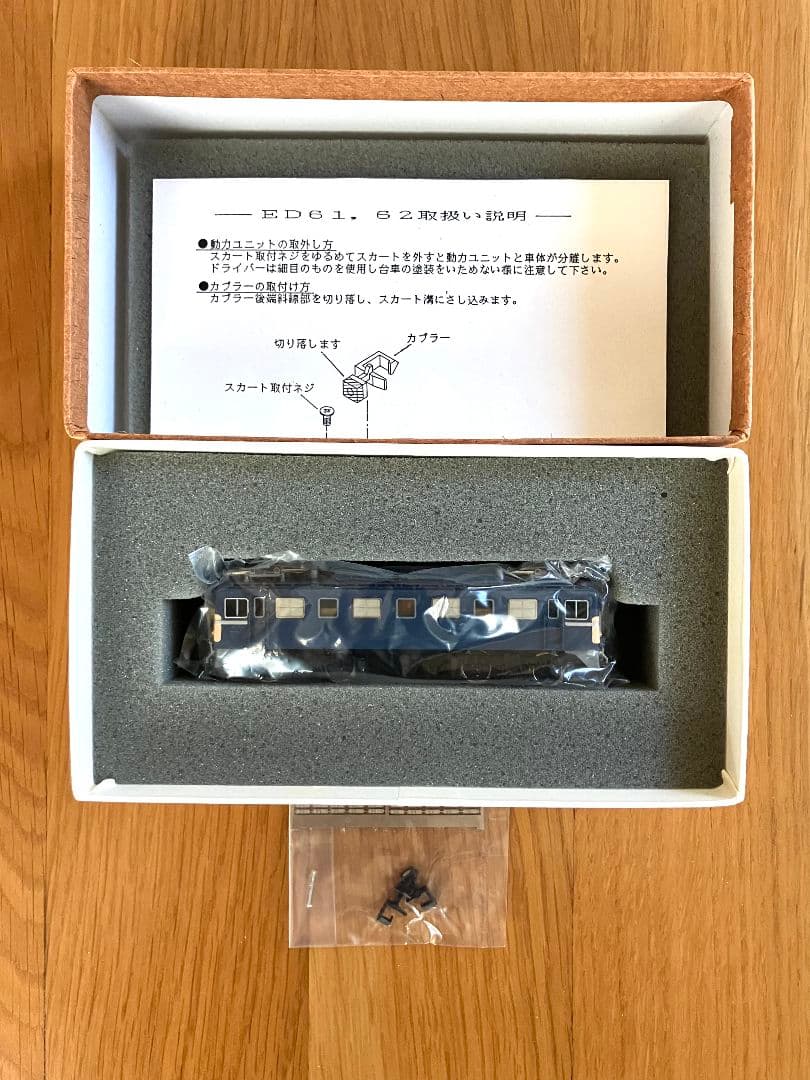 ED61,62取扱い説明
●動力ユニットの取外し方
スカート取付ネジをゆるめてスカートを外すと動力ユニットと車体が分離します。
ドライバーは細目のものを使用し台車の塗装をいためない様に注意して下さい。
●カプラーの取付け方
カプラー後端斜線部を切り落し、スカート溝にさし込みます。
カプラー
切り落します
スカート取付ネジ